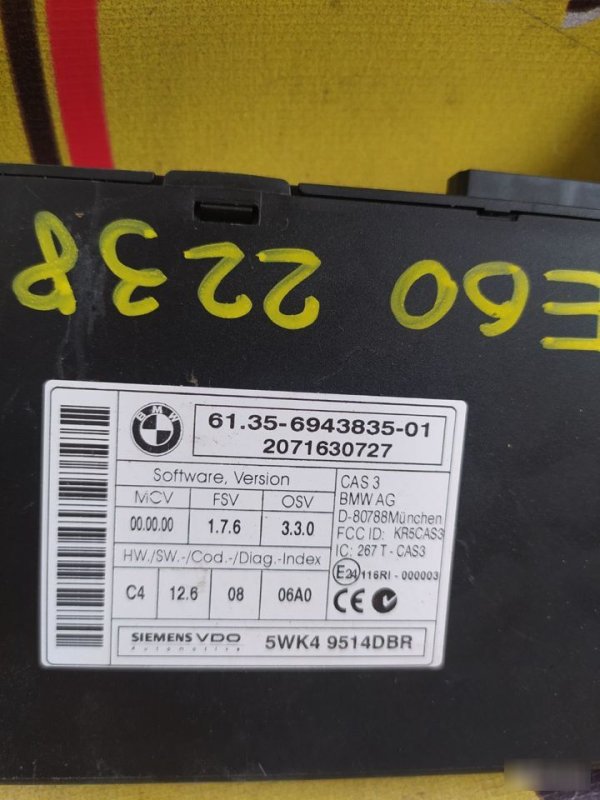 E60 2238
BMW
61.35-6943835-01
2071630727
Software, Version
MCV FSV OSV
00.00.00 1.7.6 3.3.0
HW./SW.-/Cod.-/Diag.-Index
C4 12.6 08 06A0
CAS 3
BMW AG
D-80788München
FCC ID: KR5CAS3
IC: 267 T - CAS3
E24 116RI - 000003
CE
SIEMENS VDO
Automotive
5WK4 9514DBR